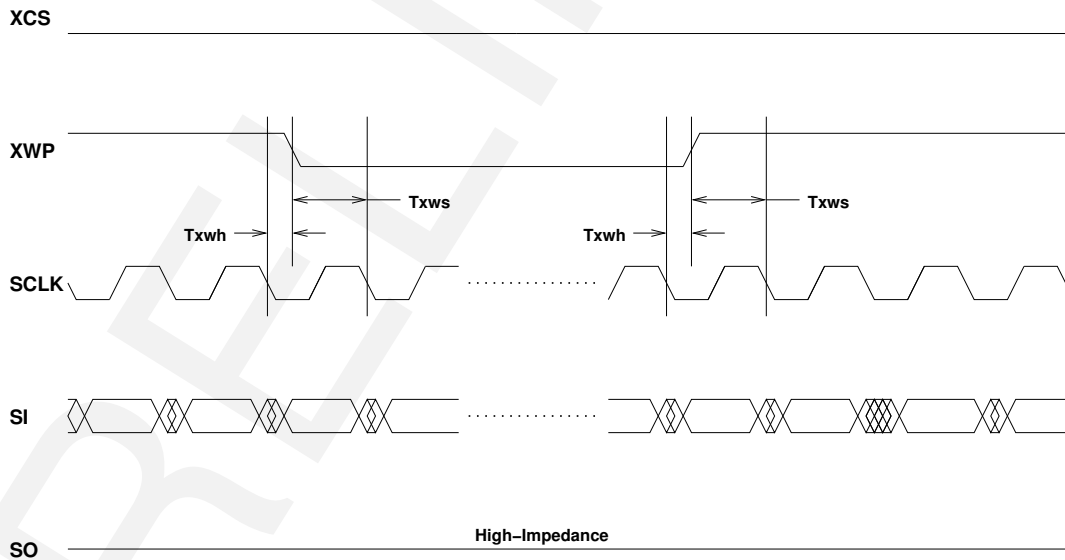 XCS
XWP
Txws
Txws
Txwh
Txwh
SCLK
SI
High-Impedance
SO